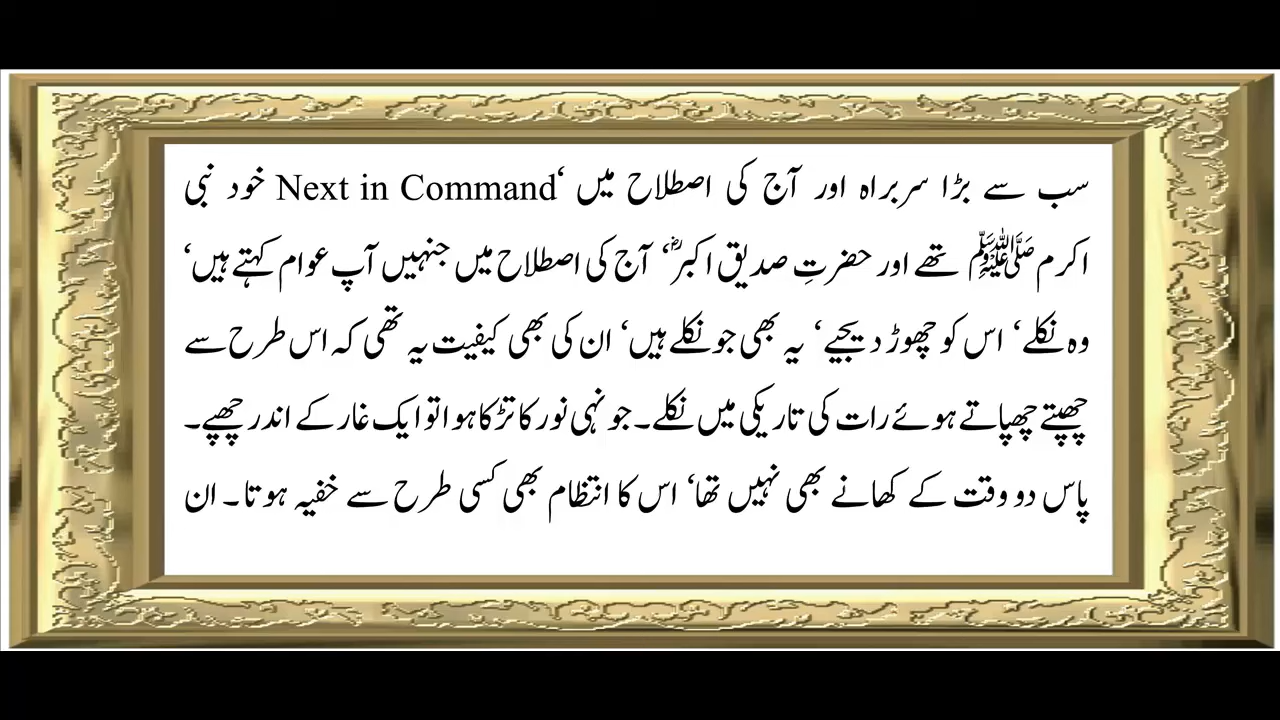 سب سے بڑا سربراہ اور آج کی اصطلاح میں ‘Next in Command خود نبی
اکرم ﷺ تھے اور حضرتِ صدیق اکبرؓ‘ آج کی اصطلاح میں جنہیں آپ عوام کہتے ہیں‘
وہ نکلے‘ اس کو چھوڑ دیجیے‘ یہ بھی جو نکلے ہیں‘ ان کی بھی کیفیت یہ تھی کہ اس طرح سے
چھپتے چھپاتے ہوئے رات کی تاریکی میں نکلے۔ جونہی نور کا تڑکا ہوا تو ایک غار کے اندر چھپے۔
پاس دو وقت کے کھانے بھی نہیں تھا‘ اس کا انتظام بھی کسی طرح سے خفیہ ہوتا۔ ان